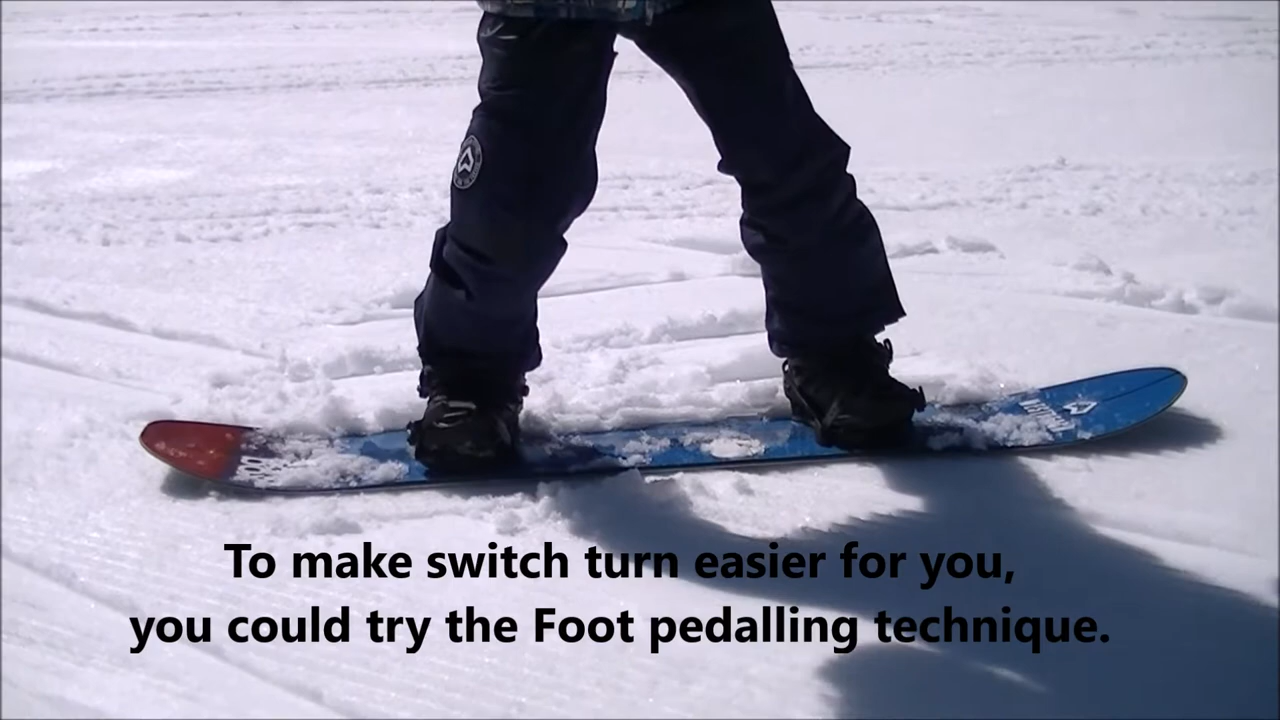 To make switch turn easier for you,
you could try the Foot pedalling technique.